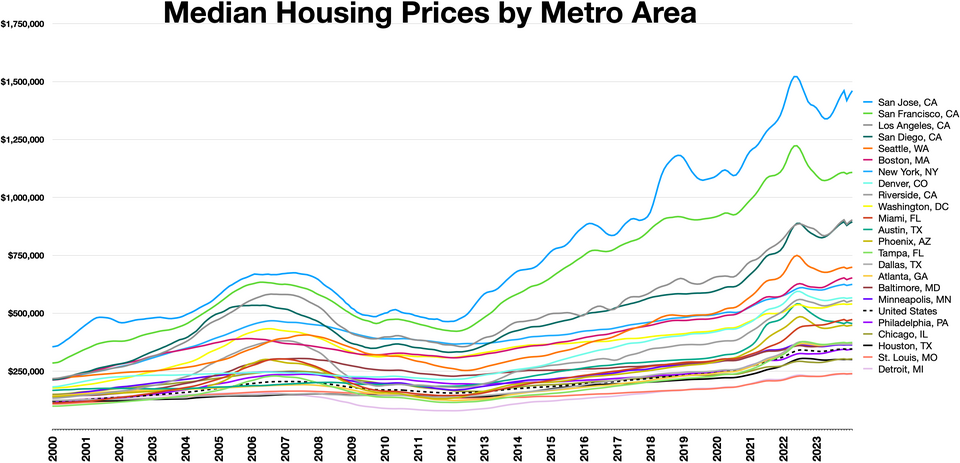 Median Housing Prices by Metro Area
$1,750,000
$1,500,000
$1,250,000
$1,000,000
$750,000
$500,000
$250,000
2000 2001 2002 2003 2004 2005 2006 2007 2008 2009 2010 2011 2012 2013 2014 2015 2016 2017 2018 2019 2020 2021 2022 2023
San Jose, CA
San Francisco, CA
Los Angeles, CA
San Diego, CA
Seattle, WA
Boston, MA
New York, NY
Denver, CO
Riverside, CA
Washington, DC
Miami, FL
Austin, TX
Phoenix, AZ
Tampa, FL
Dallas, TX
Atlanta, GA
Baltimore, MD
Minneapolis, MN
United States
Philadelphia, PA
Chicago, IL
Houston, TX
St. Louis, MO
Detroit, MI